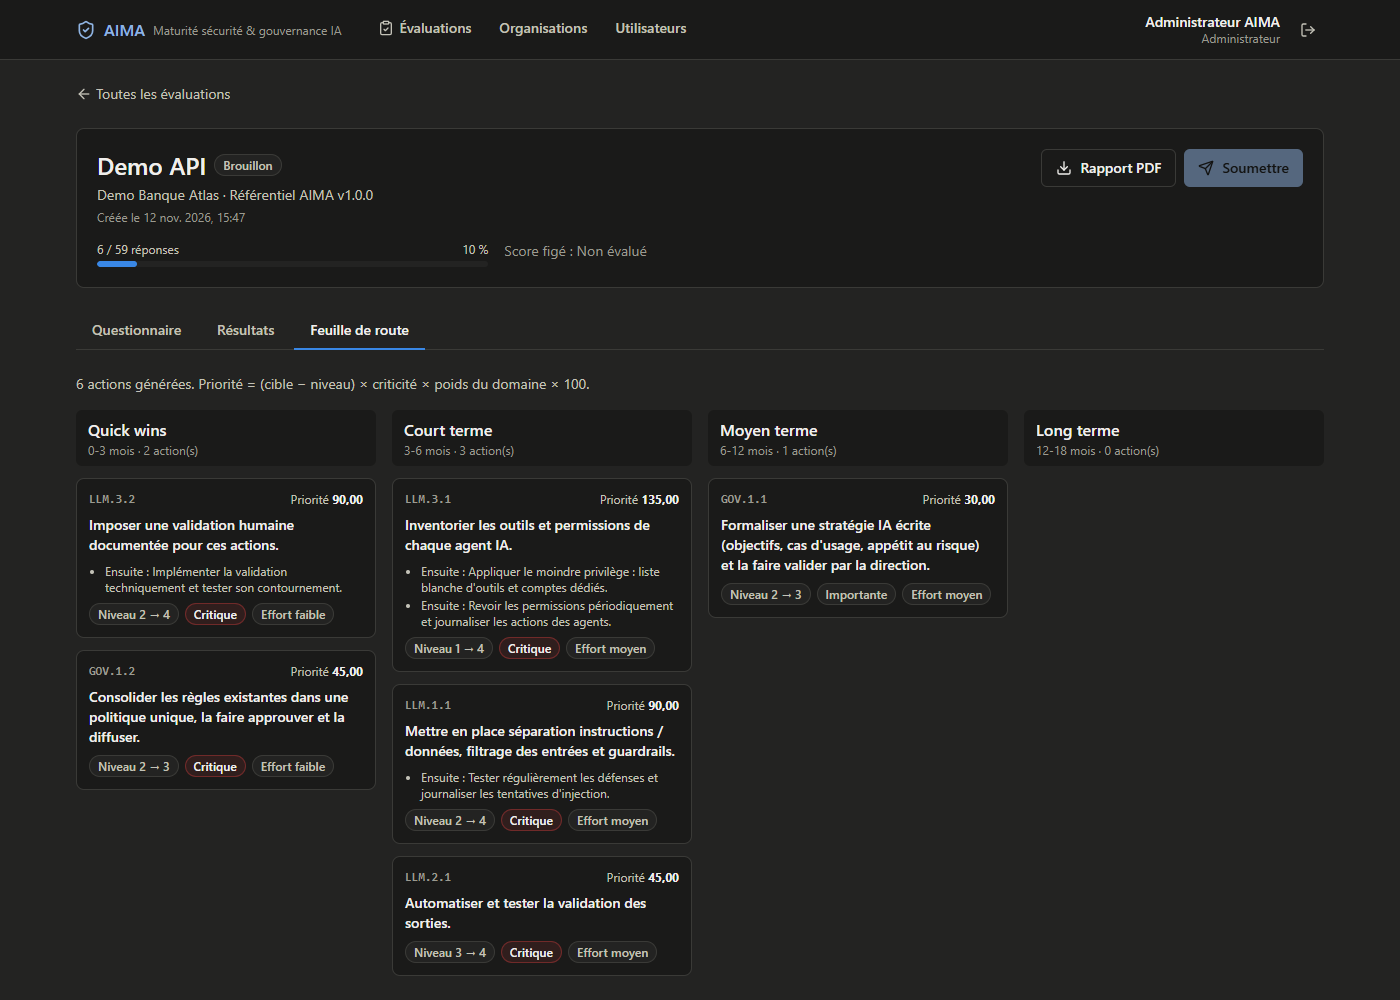 AIMA Maturité sécurité & gouvernance IA
Évaluations
Organisations
Utilisateurs
Administrateur AIMA
Administrateur
Toutes les évaluations
Demo API
Brouillon
Demo Banque Atlas · Référentiel AIMA v1.0.0
Créée le 12 nov. 2026, 15:47
6 / 59 réponses
10 %
Score figé : Non évalué
Rapport PDF
Soumettre
Questionnaire
Résultats
Feuille de route
6 actions générées. Priorité = (cible − niveau) × criticité × poids du domaine × 100.
Quick wins
0-3 mois · 2 action(s)
LLM.3.2
Priorité 90,00
Imposer une validation humaine
documentée pour ces actions.
• Ensuite : Implémenter la validation
techniquement et tester son contournement.
Niveau 2 → 4
Critique
Effort faible
GOV.1.2
Priorité 45,00
Consolider les règles existantes dans une
politique unique, la faire approuver et la
diffuser.
Niveau 2 → 3
Critique
Effort faible
Court terme
3-6 mois · 3 action(s)
LLM.3.1
Priorité 135,00
Inventorier les outils et permissions de
chaque agent IA.
• Ensuite : Appliquer le moindre privilège : liste
blanche d'outils et comptes dédiés.
• Ensuite : Revoir les permissions périodiquement
et journaliser les actions des agents.
Niveau 1 → 4
Critique
Effort moyen
LLM.1.1
Priorité 90,00
Mettre en place séparation instructions /
données, filtrage des entrées et guardrails.
• Ensuite : Tester régulièrement les défenses et
journaliser les tentatives d'injection.
Niveau 2 → 4
Critique
Effort moyen
LLM.2.1
Priorité 45,00
Automatiser et tester la validation des
sorties.
Niveau 3 → 4
Critique
Effort moyen
Moyen terme
6-12 mois · 1 action(s)
GOV.1.1
Priorité 30,00
Formaliser une stratégie IA écrite
(objectifs, cas d'usage, appétit au risque)
et la faire valider par la direction.
Niveau 2 → 3
Importante
Effort moyen
Long terme
12-18 mois · 0 action(s)